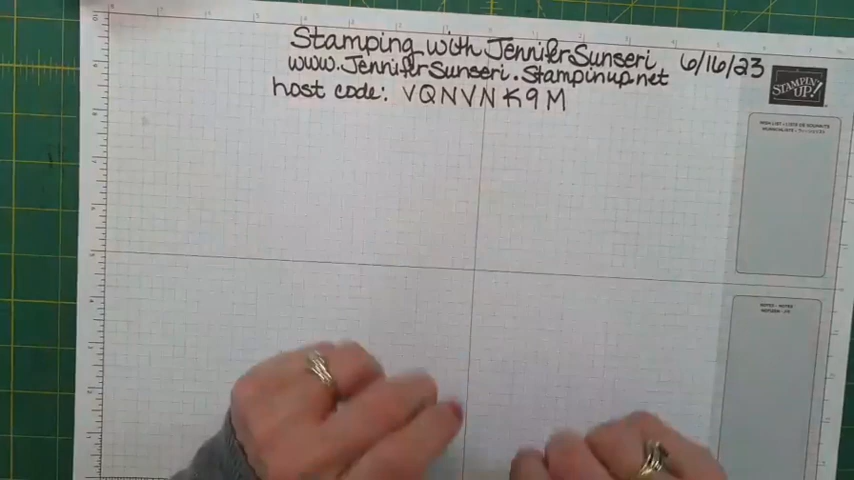 Stamping with Jennifer Sunseri 6/16/23
www.JenniferSunseri.Stampinup.net
host code: VQNVNK9M
STAMPIN' UP!